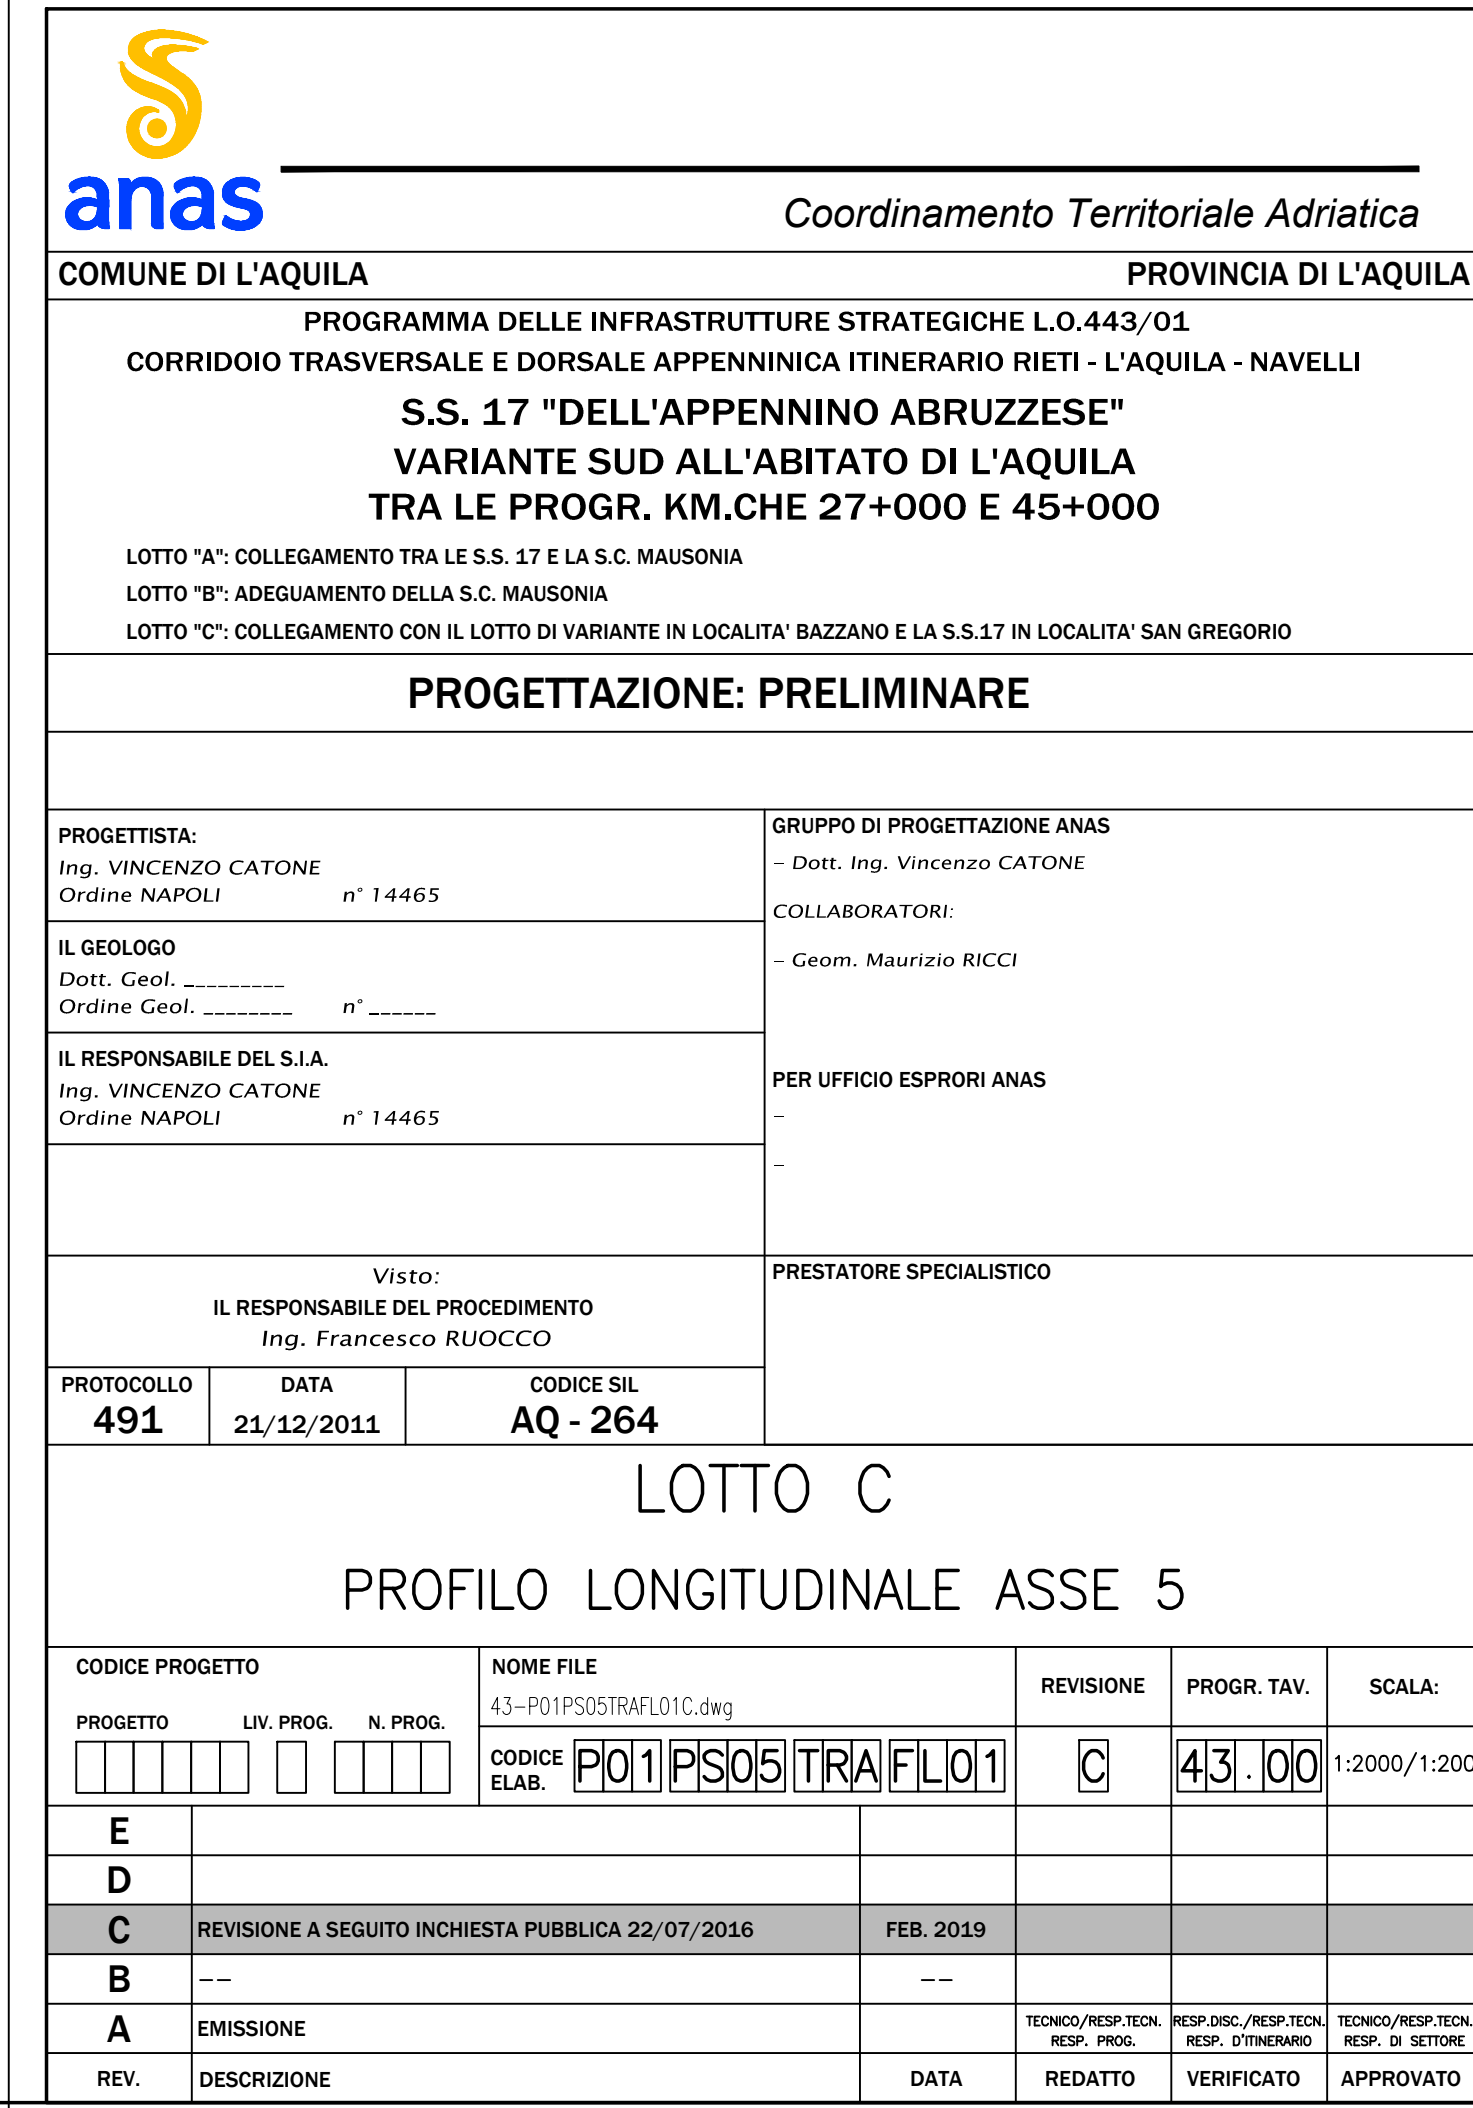 anas
Coordinamento Territoriale Adriatica
COMUNE DI L'AQUILA PROVINCIA DI L'AQUILA
PROGRAMMA DELLE INFRASTRUTTURE STRATEGICHE L.O.443/01
CORRIDOIO TRASVERSALE E DORSALE APPENNINICA ITINERARIO RIETI - L'AQUILA - NAVELLI
S.S. 17 "DELL'APPENNINO ABRUZZESE"
VARIANTE SUD ALL'ABITATO DI L'AQUILA
TRA LE PROGR. KM.CHE 27+000 E 45+000
LOTTO "A": COLLEGAMENTO TRA LE S.S. 17 E LA S.C. MAUSONIA
LOTTO "B": ADEGUAMENTO DELLA S.C. MAUSONIA
LOTTO "C": COLLEGAMENTO CON IL LOTTO DI VARIANTE IN LOCALITA' BAZZANO E LA S.S.17 IN LOCALITA' SAN GREGORIO
PROGETTAZIONE: PRELIMINARE
PROGETTISTA:
Ing. VINCENZO CATONE
Ordine NAPOLI n° 14465
IL GEOLOGO
Dott. Geol. _________
Ordine Geol. ________ n° ______
IL RESPONSABILE DEL S.I.A.
Ing. VINCENZO CATONE
Ordine NAPOLI n° 14465
GRUPPO DI PROGETTAZIONE ANAS
– Dott. Ing. Vincenzo CATONE
COLLABORATORI:
– Geom. Maurizio RICCI
PER UFFICIO ESPRORI ANAS
–
–
Visto:
IL RESPONSABILE DEL PROCEDIMENTO
Ing. Francesco RUOCCO
PRESTATORE SPECIALISTICO
PROTOCOLLO DATA CODICE SIL
491 21/12/2011 AQ - 264
LOTTO C
PROFILO LONGITUDINALE ASSE 5
CODICE PROGETTO
PROGETTO LIV. PROG. N. PROG.
NOME FILE
43-P01PS05TRAFL01C.dwg
CODICE ELAB. P01 PS05 TRA FL01
REVISIONE PROGR. TAV. SCALA:
C 43.00 1:2000/1:200
E
D
C REVISIONE A SEGUITO INCHIESTA PUBBLICA 22/07/2016 FEB. 2019
B –– ––
A EMISSIONE
TECNICO/RESP.TECN. RESP.DISC./RESP.TECN. TECNICO/RESP.TECN.
RESP. PROG. RESP. D'ITINERARIO RESP. DI SETTORE
REV. DESCRIZIONE DATA REDATTO VERIFICATO APPROVATO